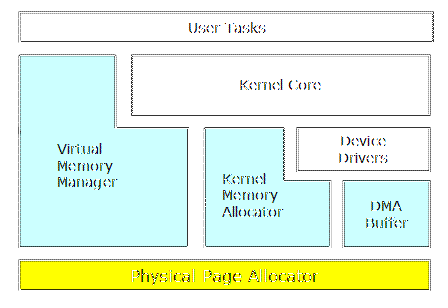 User Tasks
Kernel Core
Device
Drivers
Virtual
Memory
Manager
Kernel
Memory
Allocator
DMA
Buffer
Physical Page Allocator